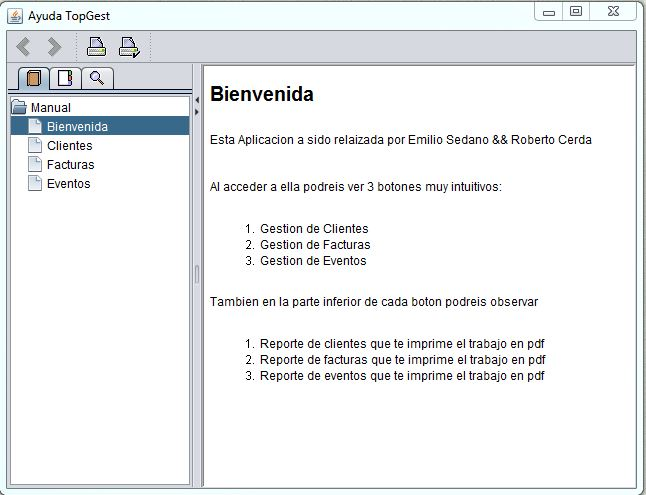 Ayuda TopGest
Manual
Bienvenida
Clientes
Facturas
Eventos
Bienvenida
Esta Aplicacion a sido relaizada por Emilio Sedano && Roberto Cerda
Al acceder a ella podreis ver 3 botones muy intuitivos:
1. Gestion de Clientes
2. Gestion de Facturas
3. Gestion de Eventos
Tambien en la parte inferior de cada boton podreis observar
1. Reporte de clientes que te imprime el trabajo en pdf
2. Reporte de facturas que te imprime el trabajo en pdf
3. Reporte de eventos que te imprime el trabajo en pdf